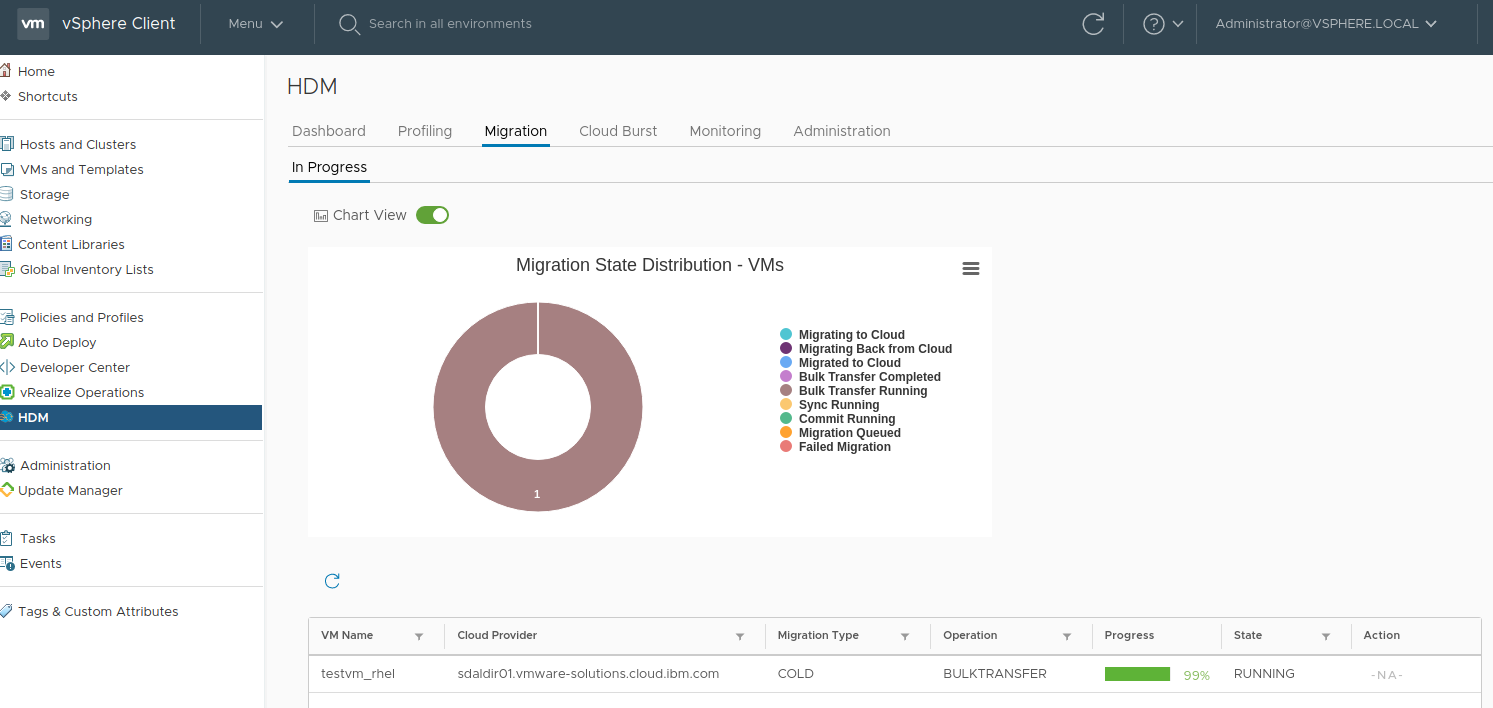 vm vSphere Client Menu Search in all environments Administrator@VSPHERE.LOCAL
Home
Shortcuts
Hosts and Clusters
VMs and Templates
Storage
Networking
Content Libraries
Global Inventory Lists
Policies and Profiles
Auto Deploy
Developer Center
vRealize Operations
HDM
Administration
Update Manager
Tasks
Events
Tags & Custom Attributes
HDM
Dashboard Profiling Migration Cloud Burst Monitoring Administration
In Progress
Chart View
Migration State Distribution - VMs
1
Migrating to Cloud
Migrating Back from Cloud
Migrated to Cloud
Bulk Transfer Completed
Bulk Transfer Running
Sync Running
Commit Running
Migration Queued
Failed Migration
VM Name Cloud Provider Migration Type Operation Progress State Action
testvm_rhel sdaldir01.vmware-solutions.cloud.ibm.com COLD BULKTRANSFER 99% RUNNING -NA-